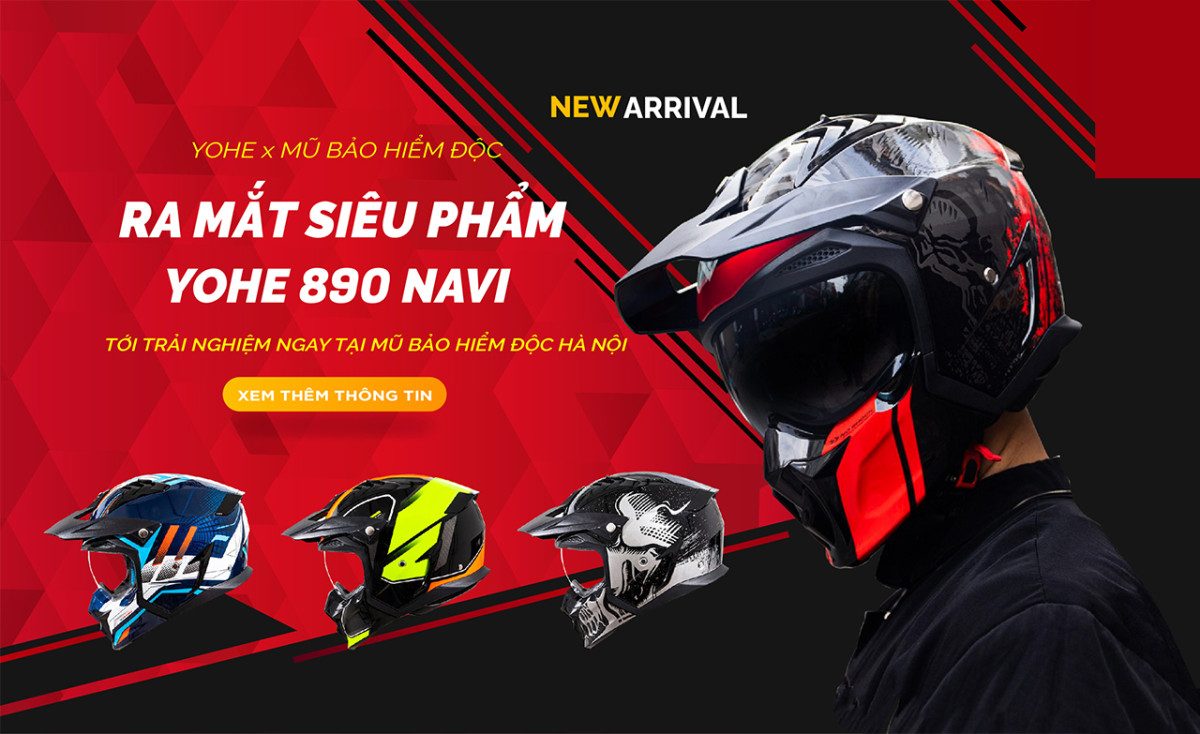 NEW ARRIVAL
YOHE x MŨ BẢO HIỂM ĐỘC
RA MẮT SIÊU PHẨM
YOHE 890 NAVI
TỚI TRẢI NGHIỆM NGAY TẠI MŨ BẢO HIỂM ĐỘC HÀ NỘI
XEM THÊM THÔNG TIN